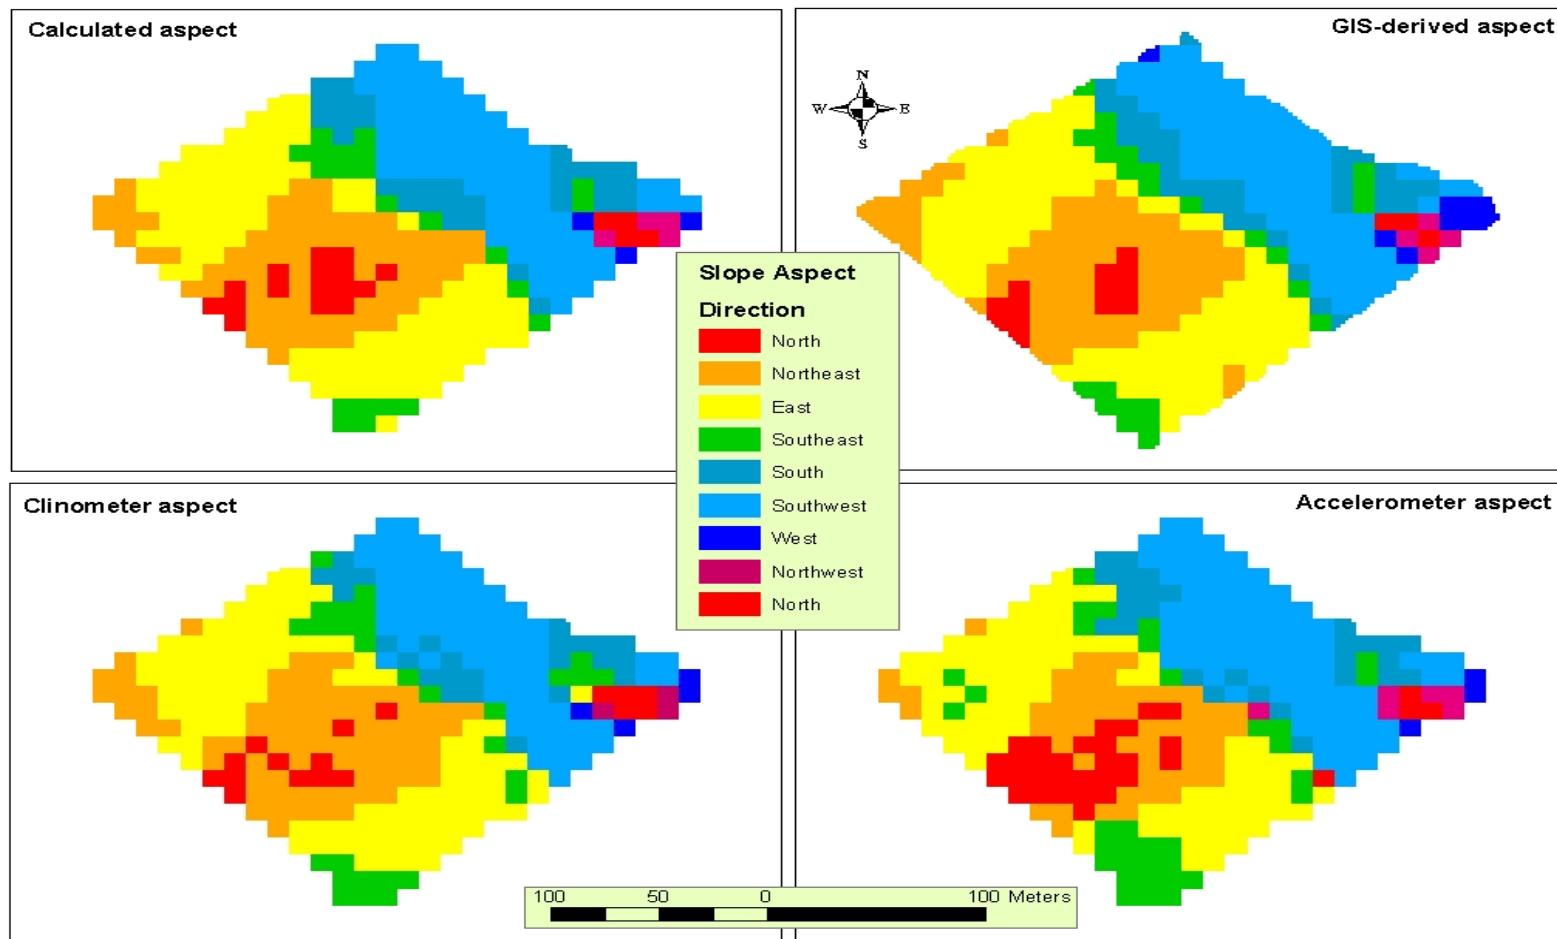 Calculated aspect
GIS-derived aspect
N
W E
S
Slope Aspect
Direction
North
Northeast
East
Southeast
South
Southwest
West
Northwest
North
Clinometer aspect
Accelerometer aspect
100 50 0 100 Meters